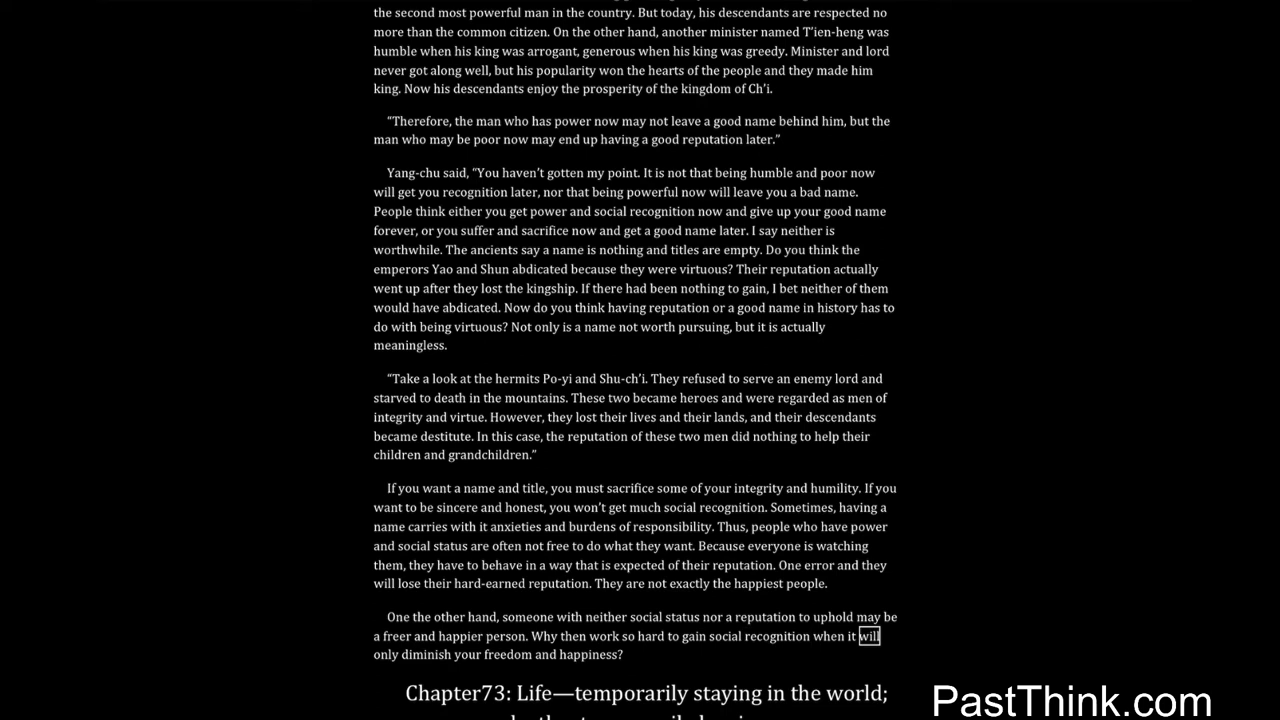 the second most powerful man in the country. But today, his descendants are respected no
more than the common citizen. On the other hand, another minister named T'ien-heng was
humble when his king was arrogant, generous when his king was greedy. Minister and lord
never got along well, but his popularity won the hearts of the people and they made him
king. Now his descendants enjoy the prosperity of the kingdom of Ch'i.
“Therefore, the man who has power now may not leave a good name behind him, but the
man who may be poor now may end up having a good reputation later.”
Yang-chu said, “You haven't gotten my point. It is not that being humble and poor now
will get you recognition later, nor that being powerful now will leave you a bad name.
People think either you get power and social recognition now and give up your good name
forever, or you suffer and sacrifice now and get a good name later. I say neither is
worthwhile. The ancients say a name is nothing and titles are empty. Do you think the
emperors Yao and Shun abdicated because they were virtuous? Their reputation actually
went up after they lost the kingship. If there had been nothing to gain, I bet neither of them
would have abdicated. Now do you think having reputation or a good name in history has to
do with being virtuous? Not only is a name not worth pursuing, but it is actually
meaningless.
“Take a look at the hermits Po-yi and Shu-ch'i. They refused to serve an enemy lord and
starved to death in the mountains. These two became heroes and were regarded as men of
integrity and virtue. However, they lost their lives and their lands, and their descendants
became destitute. In this case, the reputation of these two men did nothing to help their
children and grandchildren.”
If you want a name and title, you must sacrifice some of your integrity and humility. If you
want to be sincere and honest, you won't get much social recognition. Sometimes, having a
name carries with it anxieties and burdens of responsibility. Thus, people who have power
and social status are often not free to do what they want. Because everyone is watching
them, they have to behave in a way that is expected of their reputation. One error and they
will lose their hard-earned reputation. They are not exactly the happiest people.
One the other hand, someone with neither social status nor a reputation to uphold may be
a freer and happier person. Why then work so hard to gain social recognition when it will
only diminish your freedom and happiness?
Chapter73: Life—temporarily staying in the world;
PastThink.com